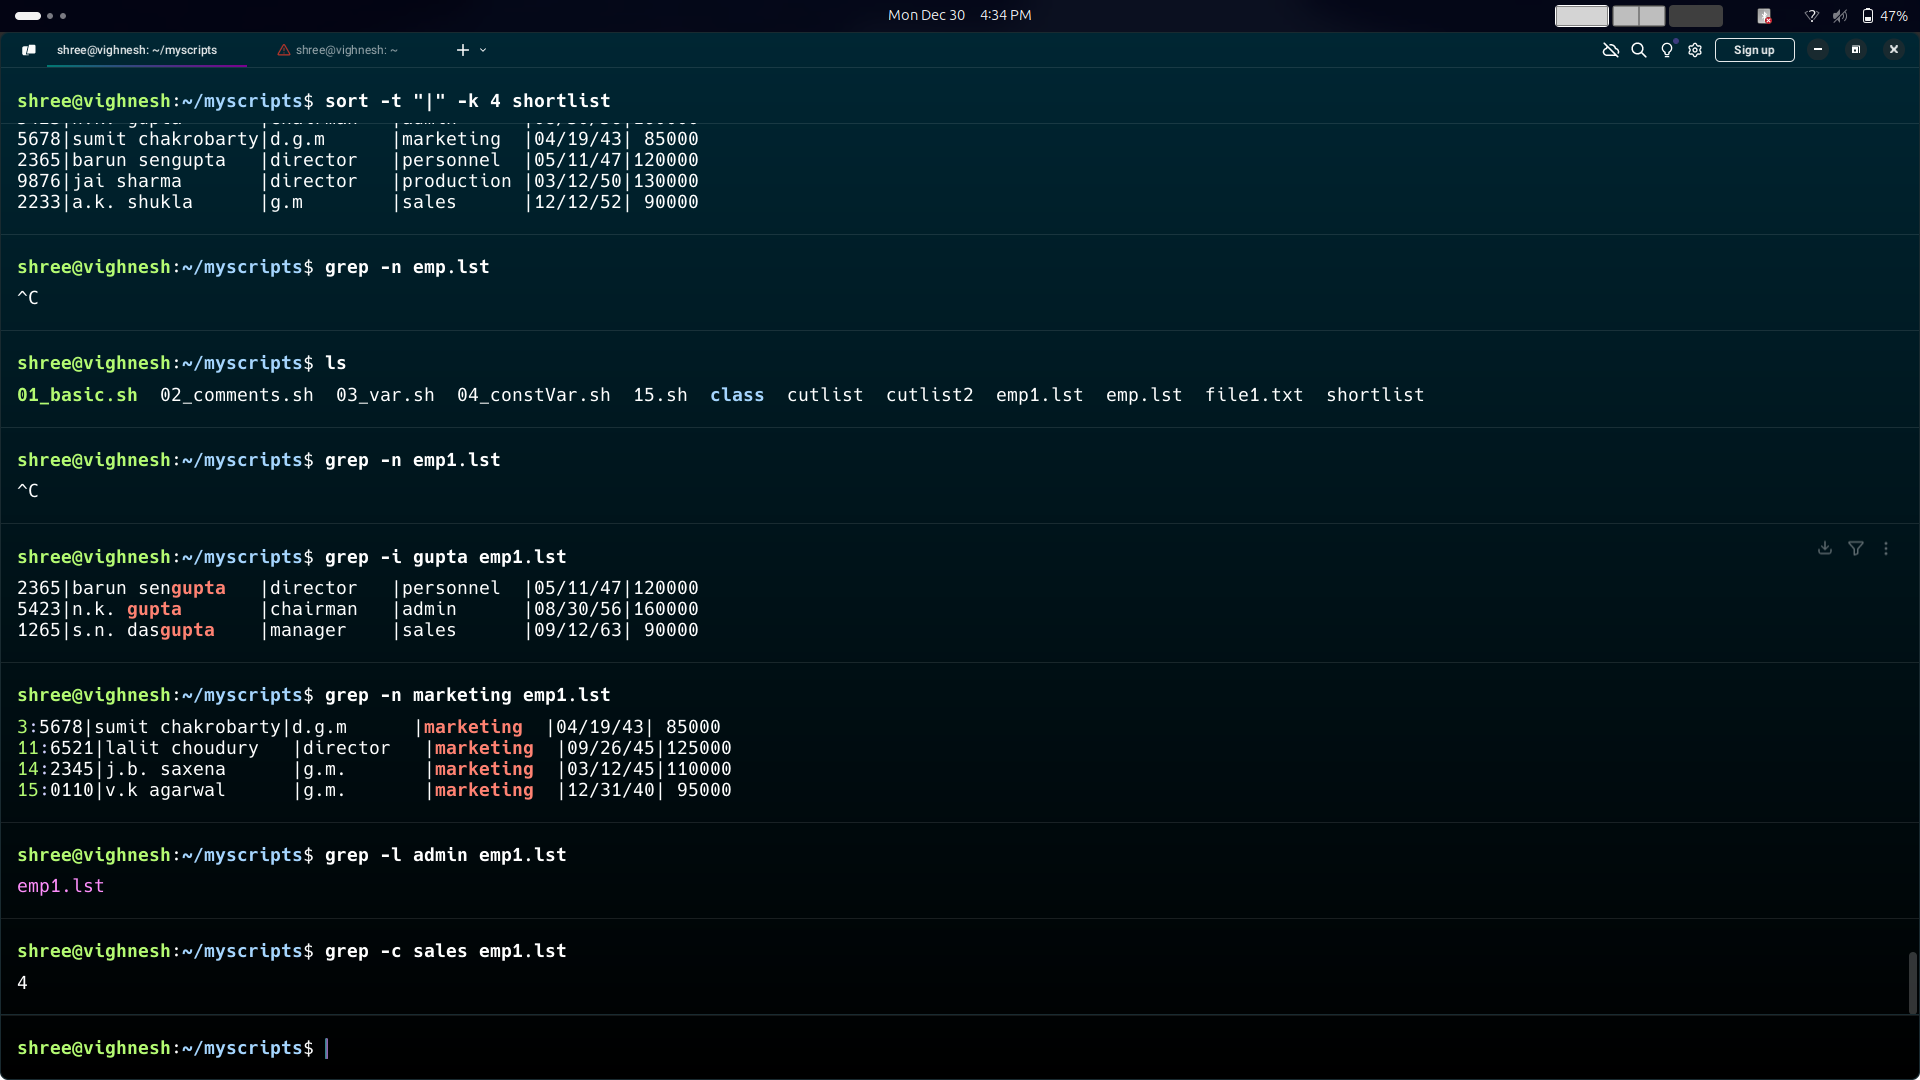 Mon Dec 30 4:34 PM
47%
shree@vighnesh: ~/myscripts
shree@vighnesh: ~
Sign up
shree@vighnesh:~/myscripts$ sort -t "|" -k 4 shortlist
5678|sumit chakrobarty|d.g.m      |marketing  |04/19/43| 85000
2365|barun sengupta   |director   |personnel  |05/11/47|120000
9876|jai sharma       |director   |production |03/12/50|130000
2233|a.k. shukla      |g.m        |sales      |12/12/52| 90000
shree@vighnesh:~/myscripts$ grep -n emp.lst
^C
shree@vighnesh:~/myscripts$ ls
01_basic.sh  02_comments.sh  03_var.sh  04_constVar.sh  15.sh  class  cutlist  cutlist2  emp1.lst  emp.lst  file1.txt  shortlist
shree@vighnesh:~/myscripts$ grep -n emp1.lst
^C
shree@vighnesh:~/myscripts$ grep -i gupta emp1.lst
2365|barun sengupta   |director   |personnel  |05/11/47|120000
5423|n.k. gupta       |chairman   |admin      |08/30/56|160000
1265|s.n. dasgupta    |manager    |sales      |09/12/63| 90000
shree@vighnesh:~/myscripts$ grep -n marketing emp1.lst
3:5678|sumit chakrobarty|d.g.m      |marketing  |04/19/43| 85000
11:6521|lalit choudury   |director   |marketing  |09/26/45|125000
14:2345|j.b. saxena      |g.m.       |marketing  |03/12/45|110000
15:0110|v.k agarwal      |g.m.       |marketing  |12/31/40| 95000
shree@vighnesh:~/myscripts$ grep -l admin emp1.lst
emp1.lst
shree@vighnesh:~/myscripts$ grep -c sales emp1.lst
4
shree@vighnesh:~/myscripts$